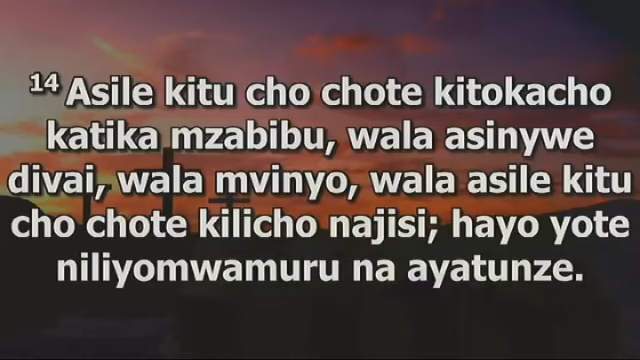 14 Asile kitu cho chote kitokacho
katika mzabibu, wala asinywe
divai, wala mvinyo, wala asile kitu
cho chote kilicho najisi; hayo yote
niliyomwamuru na ayatunze.